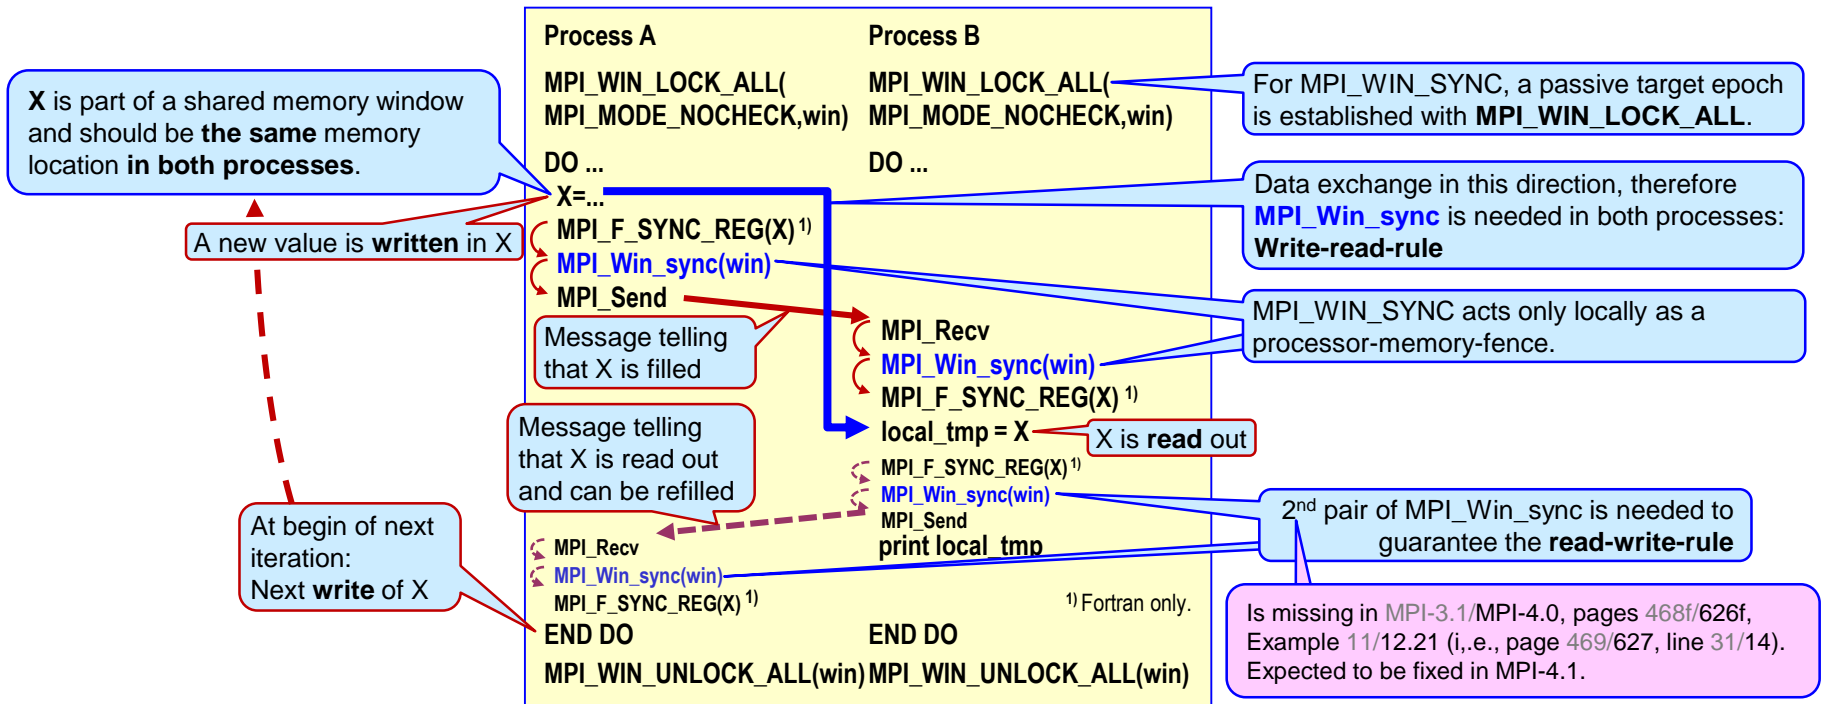 Process A
Process B
MPI_WIN_LOCK_ALL(
MPI_MODE_NOCHECK,win)
MPI_WIN_LOCK_ALL(
MPI_MODE_NOCHECK,win)
For MPI_WIN_SYNC, a passive target epoch
is established with MPI_WIN_LOCK_ALL.
X is part of a shared memory window
and should be the same memory
location in both processes.
DO ...
DO ...
X=...
A new value is written in X
Data exchange in this direction, therefore
MPI_Win_sync is needed in both processes:
Write-read-rule
MPI_F_SYNC_REG(X) 1)
MPI_Win_sync(win)
MPI_Send
MPI_WIN_SYNC acts only locally as a
processor-memory-fence.
Message telling
that X is filled
MPI_Recv
MPI_Win_sync(win)
MPI_F_SYNC_REG(X) 1)
local_tmp = X
X is read out
Message telling
that X is read out
and can be refilled
MPI_F_SYNC_REG(X) 1)
MPI_Win_sync(win)
MPI_Send
print local_tmp
2nd pair of MPI_Win_sync is needed to
guarantee the read-write-rule
At begin of next
iteration:
Next write of X
MPI_Recv
MPI_Win_sync(win)
MPI_F_SYNC_REG(X) 1)
1) Fortran only.
Is missing in MPI-3.1/MPI-4.0, pages 468f/626f,
Example 11/12.21 (i,.e., page 469/627, line 31/14).
Expected to be fixed in MPI-4.1.
END DO
END DO
MPI_WIN_UNLOCK_ALL(win)
MPI_WIN_UNLOCK_ALL(win)